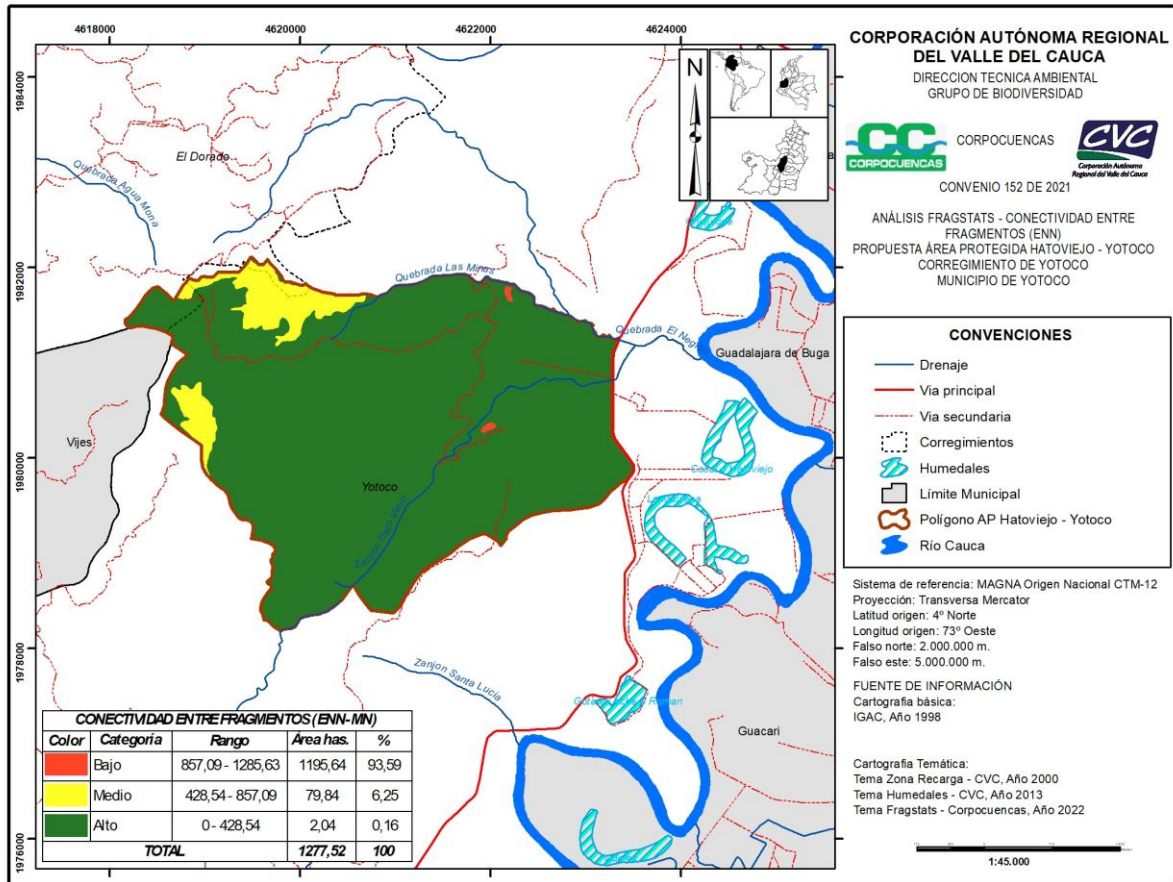 4618000
4620000
4622000
4624000
1984000
1982000
1980000
1978000
1976000
El Dorado
Quebrada Agua Mona
Quebrada Las Minas
Quebrada El Negrito
Guadalajara de Buga
Vijes
Yotoco
Zanjon Hato Viejo
Zanjon Santa Lucia
Guacari
N
CONECTIVIDAD ENTRE FRAGMENTOS (ENN-MN)
Color Categoría Rango Área has. %
Bajo 857,09 - 1285,63 1195,64 93,59
Medio 428,54 - 857,09 79,84 6,25
Alto 0 - 428,54 2,04 0,16
TOTAL 1277,52 100
CORPORACIÓN AUTÓNOMA REGIONAL
DEL VALLE DEL CAUCA
DIRECCION TECNICA AMBIENTAL
GRUPO DE BIODIVERSIDAD
CC
CORPOCUENCAS
CORPOCUENCAS
CVC
Corporación Autónoma
Regional del Valle del Cauca
CONVENIO 152 DE 2021
ANÁLISIS FRAGSTATS - CONECTIVIDAD ENTRE
FRAGMENTOS (ENN)
PROPUESTA ÁREA PROTEGIDA HATOVIEJO - YOTOCO
CORREGIMIENTO DE YOTOCO
MUNICIPIO DE YOTOCO
CONVENCIONES
Drenaje
Via principal
Via secundaria
Corregimientos
Humedales
Límite Municipal
Polígono AP Hatoviejo - Yotoco
Río Cauca
Sistema de referencia: MAGNA Origen Nacional CTM-12
Proyección: Transversa Mercator
Latitud origen: 4º Norte
Longitud origen: 73º Oeste
Falso norte: 2.000.000 m.
Falso este: 5.000.000 m.
FUENTE DE INFORMACIÓN
Cartografía básica:
IGAC, Año 1998
Cartografía Temática:
Tema Zona Recarga - CVC, Año 2000
Tema Humedales - CVC, Año 2013
Tema Fragstats - Corpocuencas, Año 2022
1:45.000